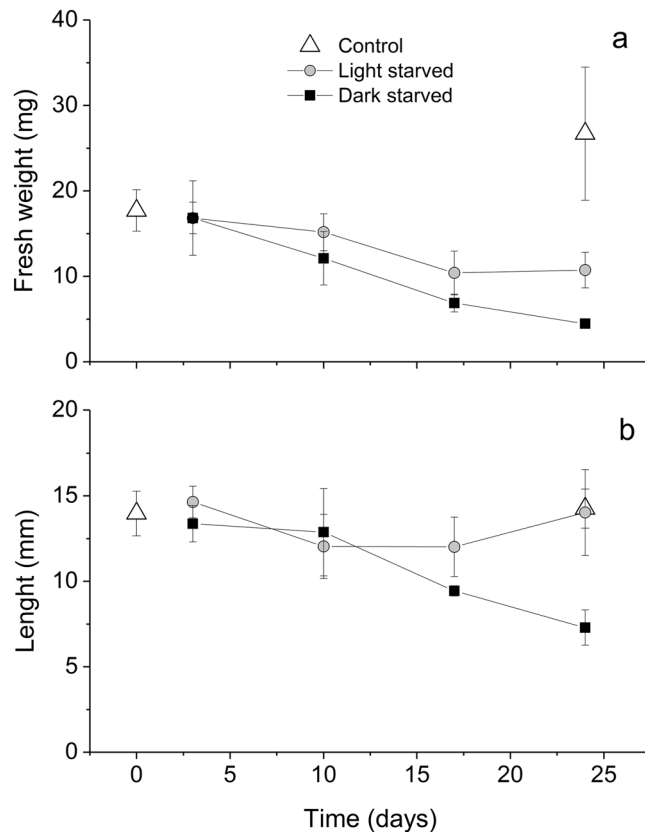 a
Control
Light starved
Dark starved
Fresh weight (mg)
40
30
20
10
0
b
Lenght (mm)
20
15
10
5
0
0 5 10 15 20 25
Time (days)